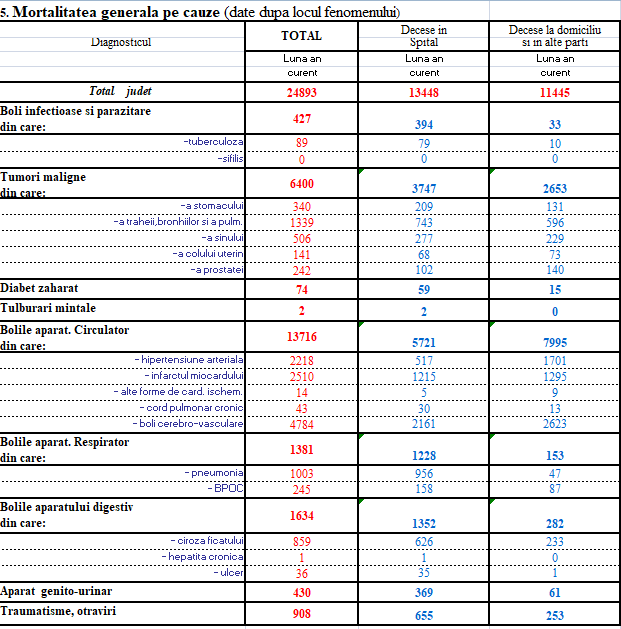 5. Mortalitatea generala pe cauze (date dupa locul fenomenului)
Diagnosticul TOTAL Decese in Spital Decese la domiciliu si in alte parti
Luna an curent Luna an curent Luna an curent
Total judet 24893 13448 11445
Boli infectioase si parazitare
din care: 427 394 33
-tuberculoza 89 79 10
-sifilis 0 0 0
Tumori maligne
din care: 6400 3747 2653
-a stomacului 340 209 131
-a traheii,bronhiilor si a pulm. 1339 743 596
-a sinului 506 277 229
-a colului uterin 141 68 73
-a prostatei 242 102 140
Diabet zaharat 74 59 15
Tulburari mintale 2 2 0
Bolile aparat. Circulator
din care: 13716 5721 7995
- hipertensiune arteriala 2218 517 1701
- infarctul miocardului 2510 1215 1295
- alte forme de card. ischem. 14 5 9
- cord pulmonar cronic 43 30 13
- boli cerebro-vasculare 4784 2161 2623
Bolile aparat. Respirator
din care: 1381 1228 153
- pneumonia 1003 956 47
- BPOC 245 158 87
Bolile aparatului digestiv
din care: 1634 1352 282
- ciroza ficatului 859 626 233
- hepatita cronica 1 1 0
- ulcer 36 35 1
Aparat genito-urinar 430 369 61
Traumatisme, otraviri 908 655 253